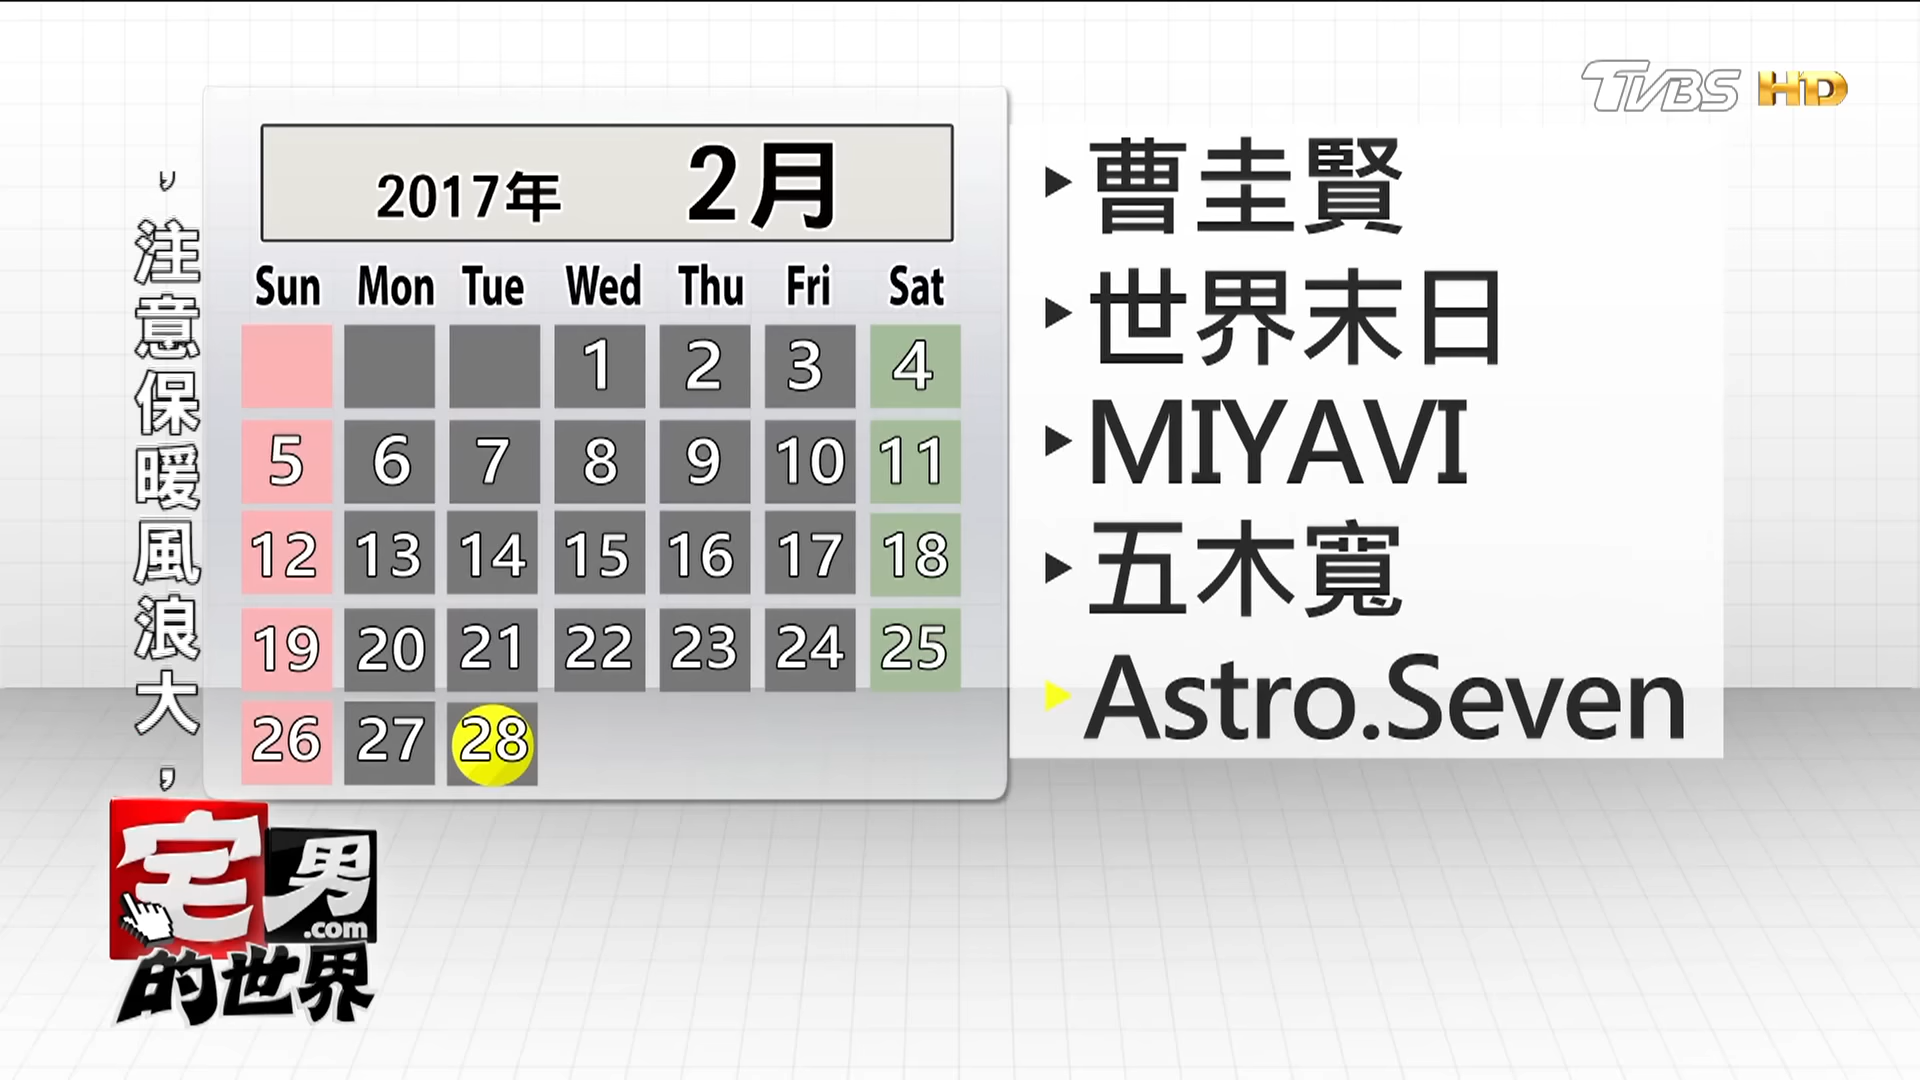 TVBS HD
，注意保暖風浪大，
2017年 2月
Sun Mon Tue Wed Thu Fri Sat
1 2 3 4
5 6 7 8 9 10 11
12 13 14 15 16 17 18
19 20 21 22 23 24 25
26 27 28
曹圭賢
世界末日
MIYAVI
五木寬
Astro.Seven
宅男.com
的世界